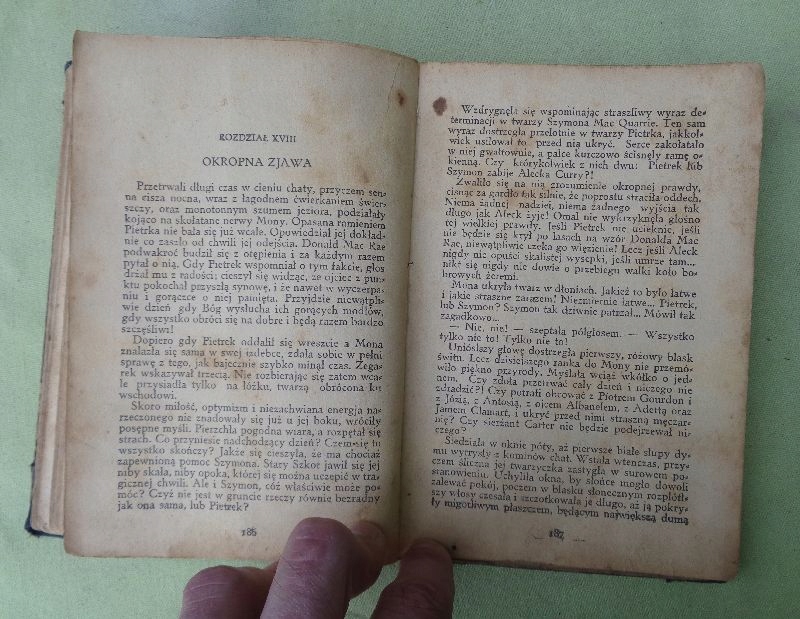 ROZDZIAŁ XVIII
OKROPNA ZJAWA
Przetrwali długi czas w cieniu chaty, przyczem sen-
na cisza nocna, wraz z łagodnem ćwierkaniem świer-
szczy, oraz monotonnym szumem jeziora, podziałały
kojąco na skołatane nerwy Mony. Opasana ramieniem
Pietrka nie bała się już wcale. Opowiedział jej dokład-
nie co zaszło od chwili jej odejścia. Donald Mac Rae
podwakroć budził się z otępienia i za każdym razem
pytał o nią. Gdy Pietrek wspomniał o tym fakcie, głos
drżał mu z radości; cieszył się widząc, że ojciec z pun-
ktu pokochał przyszłą synowę, i że nawet w wyczerpa-
niu i gorączce o niej pamięta. Przyjdzie niewątpli-
wie dzień gdy Bóg wysłucha ich gorących modłów,
gdy wszystko obróci się na dobre i będą razem bardzo
szczęśliwi!
Dopiero gdy Pietrek oddalił się wreszcie a Mona
znalazła się sama w swej izdebce, zdała sobie w pełni
sprawę z tego, jak bajecznie szybko minął czas. Zega-
rek wskazywał trzecią. Nie rozbierając się zatem wca-
le przysiadła tylko na łóżku, twarzą obrócona ku
wschodowi.
Skoro miłość, optymizm i niezachwiana energja na-
rzeczonego nie znadowały się już u jej boku, wróciły
posępne myśli. Pierzchła pogodna wiara, a rozpętał się
strach. Co przyniesie nadchodzący dzień? Czem się tu
wszystko skończy? Jakże się cieszyła, że ma chociaż
zapewnioną pomoc Szymona. Stary Szkot jawił się jej
niby skała, niby opoka, której się można uczepić w tra-
gicznej chwili. Ale i Szymon, cóż właściwie może po-
móc? Czyż nie jest w gruncie rzeczy równie bezradny
jak ona sama, lub Pietrek?
186
Wzdrygnęła się wspominając straszliwy wyraz de-
terminacji w twarzy Szymona Mac Quarrie. Ten sam
wyraz dostrzegła przelotnie w twarzy Pietrka, jakkol-
wiek usiłował to przed nią ukryć. Serce zakołatało
w niej gwałtownie, a palce kurczowo ścisnęły ramę o-
kienną. Czy którykolwiek z nich dwu: Pietrek lub
Szymon zabije Alecka Curry?!
Zwaliło się na nią zrozumienie okropnej prawdy,
cisnąc za gardło tak silnie, że poprostu straciła oddech.
Niema żadnej nadziei, niema żadnego wyjścia tak
długo jak Aleck żyje! Omal nie wykrzyknęła głośno
tej wielkiej prawdy. Jeśli Pietrek nie usieknie, jeśli
nie będzie się krył po lasach na wzór Donalda Mac
Rae, niewątpliwie czeka go więzienie! Lecz jeśli Aleck
nigdy nie opuści skalistej wysepki, jeśli umrze tam...
nikt się nigdy nie dowie o przebiegu walki koło bo-
browych żeremi.
Mona ukryła twarz w dłoniach. Jakież to było łatwe
i jakie straszne zarazem! Niezmiernie łatwe... Pietrek,
lub Szymon? Szymon tak dziwnie patrzał... Mówił tak
zagadkowo...
— Nie, nie! — szeptała półgłosem. — Wszystko
tylko nie to! Tylko nie to!
Uniósłszy głowę dostrzegła pierwszy, różowy blask
świtu. Lecz dzisiejszego ranka do Mony nie przemó-
wiło piękno przyrody. Myślała wciąż wkółko o jed-
nem. Czy zdoła przetrwać cały dzień i niczego nie
zdradzić?! Czy potrafi obcować z Piotrem Gourdon i
z Józią, z Antosią, z ojcem Albanelem, z Adettą oraz
Jamem Clamart, i ukryć przed nimi straszną męczar-
nię? Czy sierżant Carter nie będzie podejrzewał ni-
czego?
Siedziała w oknie póty, aż pierwsze białe słupy dy-
mu wytrysły z kominów chat. Wstała wtenczas, przy-
czem śliczna jej twarzyczka zastygła w surowem po-
stanowieniu. Uchyliła okna, by słońce mogło dowoli
zalewać pokój, poczem w blasku słonecznym rozplótł-
szy włosy czesała i szczotkowała je długo, aż ją pokry-
ły migotliwym płaszczem, będącym największą dumą
187